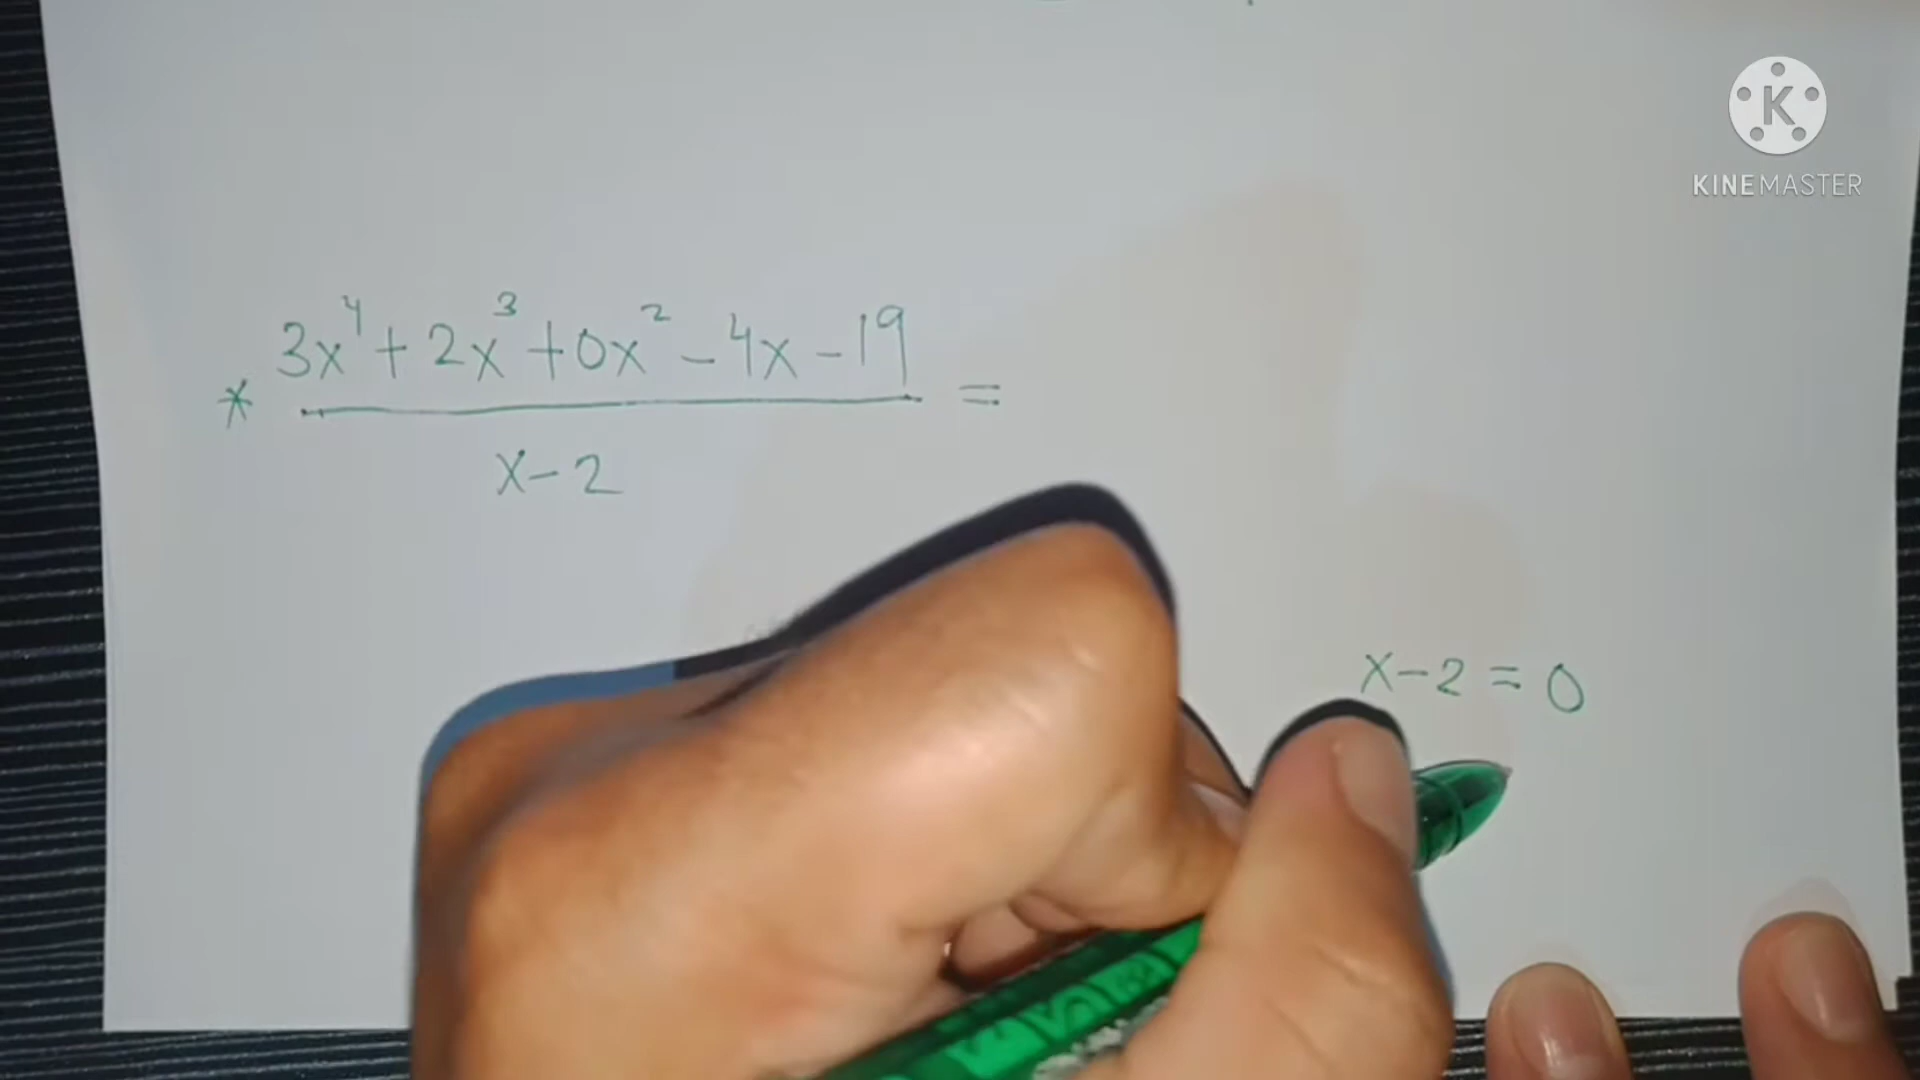 K
KINEMASTER
3x⁴ + 2x³ + 0x² - 4x - 19
* ————— =
x - 2
x - 2 = 0